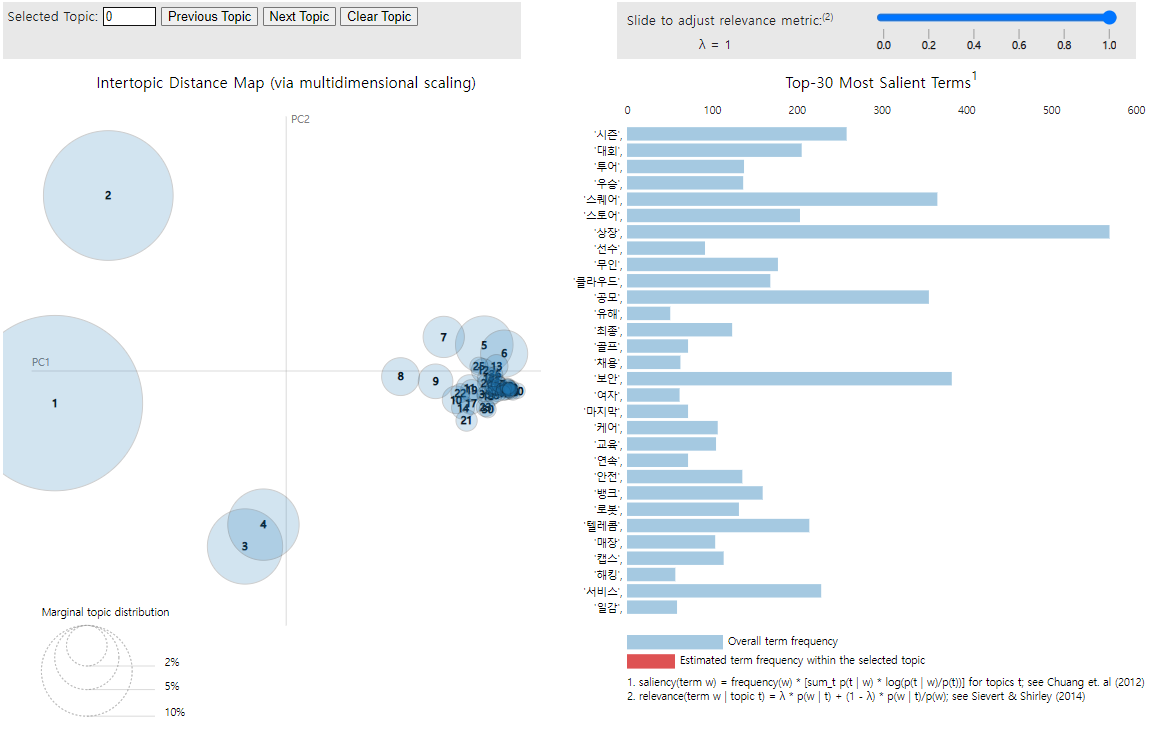 Selected Topic: 0 Previous Topic Next Topic Clear Topic
Slide to adjust relevance metric:(2)
λ = 1
0.0 0.2 0.4 0.6 0.8 1.0
Intertopic Distance Map (via multidimensional scaling)
PC2
PC1
2
1
7
5
6
8
9
25
13
10
14
17
21
4
3
Marginal topic distribution
2%
5%
10%
Top-30 Most Salient Terms1
0 100 200 300 400 500 600
'시즌',
'대회',
'투어',
'우승',
'스퀘어',
'스토어',
'상장',
'선수',
'무인',
'클라우드',
'공모',
'유해',
'최종',
'골프',
'채용',
'보안',
'여자',
'마지막',
'케어',
'교육',
'연속',
'안전',
'뱅크',
'로봇',
'텔레콤',
'매장',
'캡스',
'해킹',
'서비스',
'일감',
Overall term frequency
Estimated term frequency within the selected topic
1. saliency(term w) = frequency(w) * [sum_t p(t | w) * log(p(t | w)/p(t))] for topics t; see Chuang et. al (2012)
2. relevance(term w | topic t) = λ * p(w | t) + (1 - λ) * p(w | t)/p(w); see Sievert & Shirley (2014)